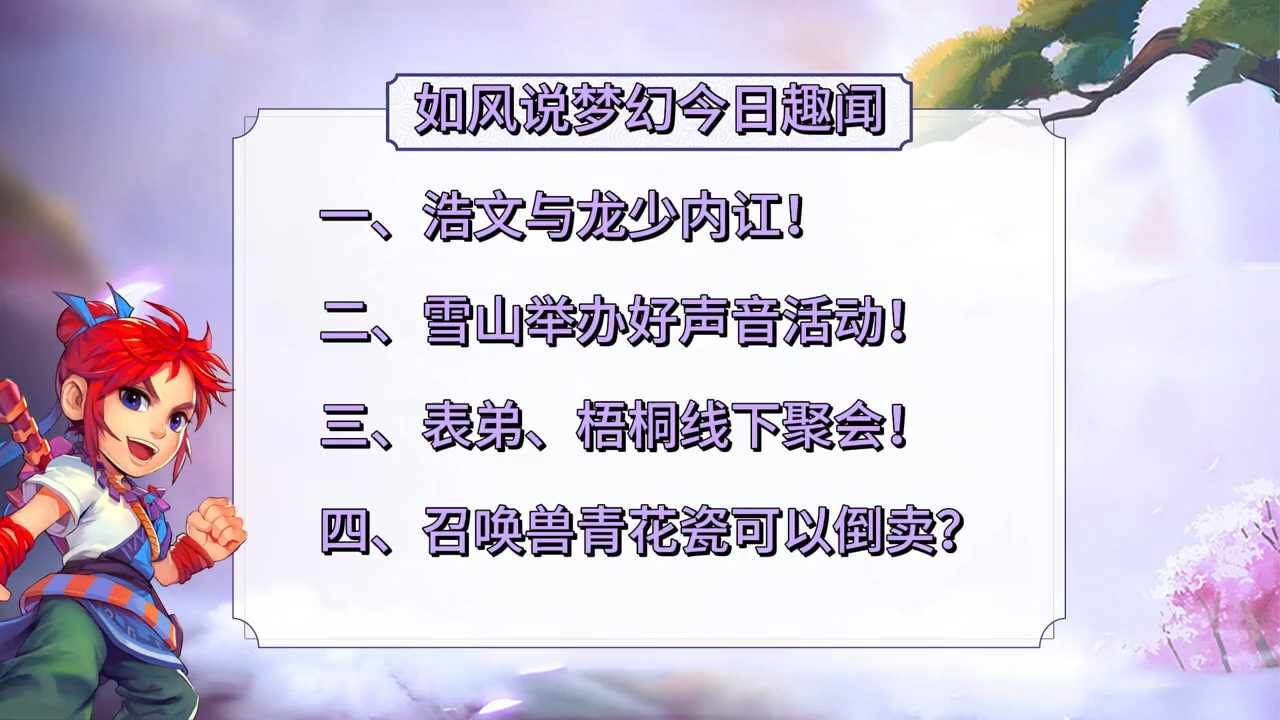 如风说梦幻今日趣闻
一、浩文与龙少内讧！
二、雪山举办好声音活动！
三、表弟、梧桐线下聚会！
四、召唤兽青花瓷可以倒卖？